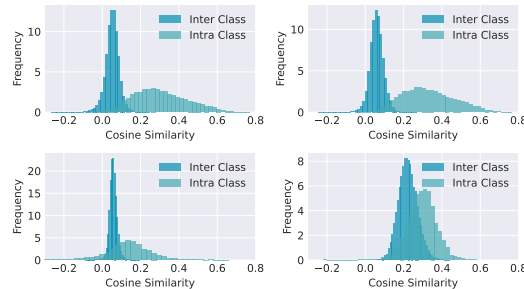 Frequency
10
5
0
Inter Class
Intra Class
−0.2 0.0 0.2 0.4 0.6 0.8
Cosine Similarity
Frequency
10
5
0
Inter Class
Intra Class
−0.2 0.0 0.2 0.4 0.6 0.8
Cosine Similarity
Frequency
20
15
10
5
0
Inter Class
Intra Class
−0.2 0.0 0.2 0.4 0.6 0.8
Cosine Similarity
Frequency
8
6
4
2
0
Inter Class
Intra Class
−0.2 0.0 0.2 0.4 0.6 0.8
Cosine Similarity